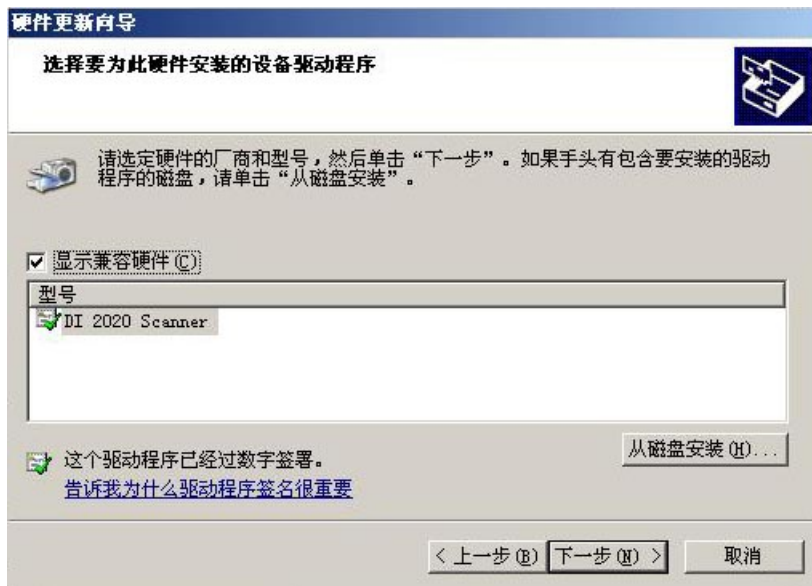 硬件更新向导
选择要为此硬件安装的设备驱动程序
请选定硬件的厂商和型号，然后单击“下一步”。如果手头有包含要安装的驱动
程序的磁盘，请单击“从磁盘安装”。
显示兼容硬件(C)
型号
DI 2020 Scanner
从磁盘安装(H)...
这个驱动程序已经过数字签署。
告诉我为什么驱动程序签名很重要
< 上一步(B) 下一步(N) > 取消